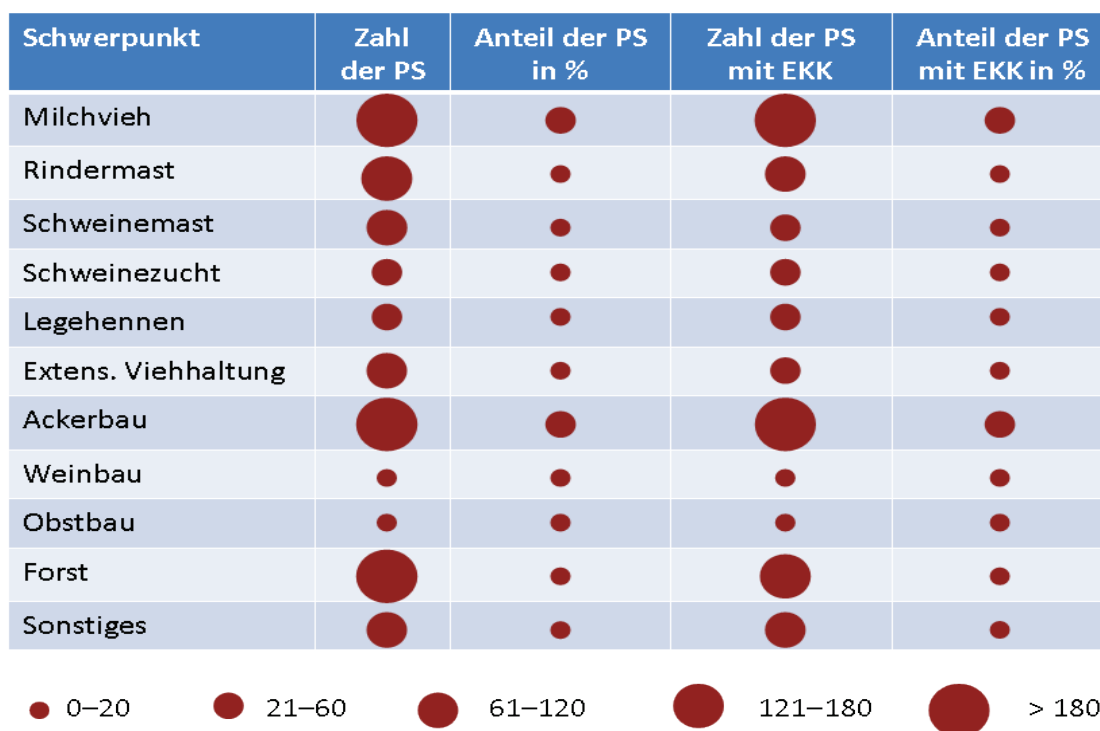 Schwerpunkt Zahl der PS Anteil der PS in % Zahl der PS mit EKK Anteil der PS mit EKK in %
Milchvieh
Rindermast
Schweinemast
Schweinezucht
Legehennen
Extens. Viehhaltung
Ackerbau
Weinbau
Obstbau
Forst
Sonstiges
0–20 21–60 61–120 121–180 > 180